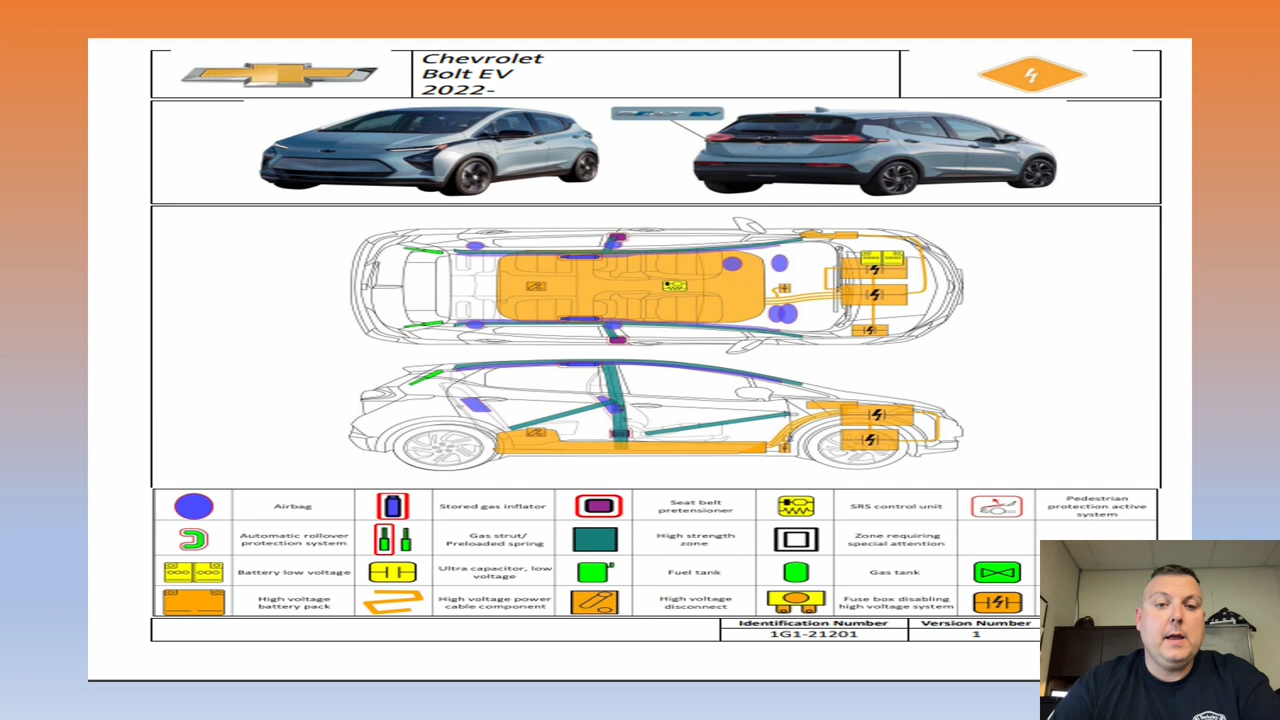 Chevrolet
Bolt EV
2022-
Airbag
Stored gas inflator
Seat belt
pretensioner
SRS control unit
Pedestrian
protection active
system
Automatic rollover
protection system
Gas strut/
Preloaded spring
High strength
zone
Zone requiring
special attention
Battery low voltage
Ultra capacitor, low
voltage
Fuel tank
Gas tank
High voltage
battery pack
High voltage power
cable component
High voltage
disconnect
Fuse box disabling
high voltage system
Identification Number
Version Number
1G1-21201
1